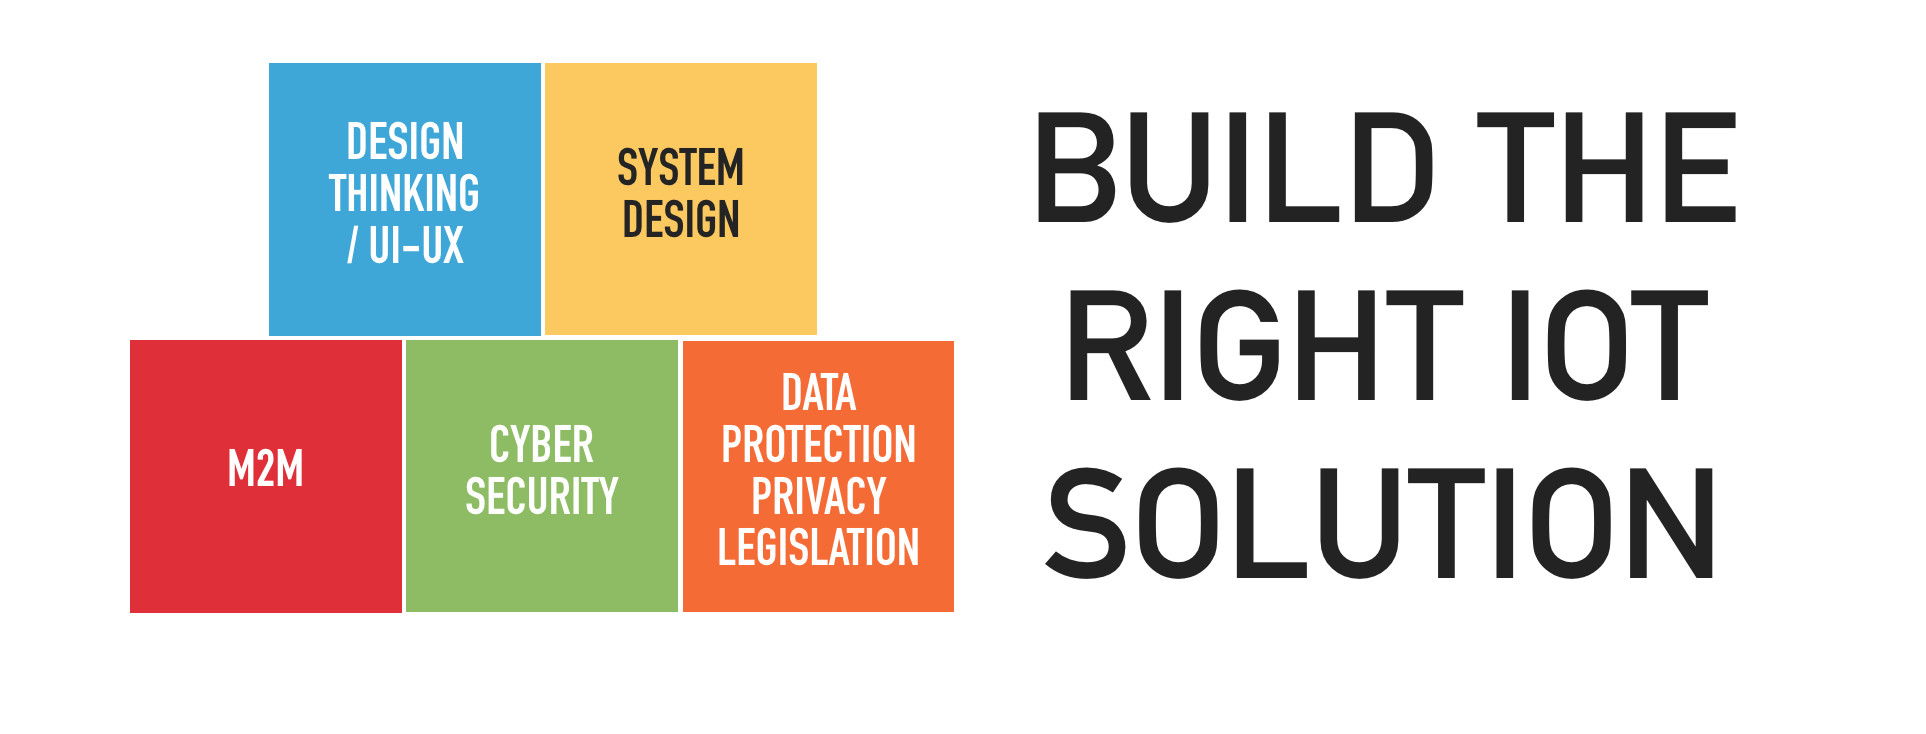 DESIGN
THINKING
/ UI-UX
SYSTEM
DESIGN
M2M
CYBER
SECURITY
DATA
PROTECTION
PRIVACY
LEGISLATION
BUILD THE
RIGHT IOT
SOLUTION